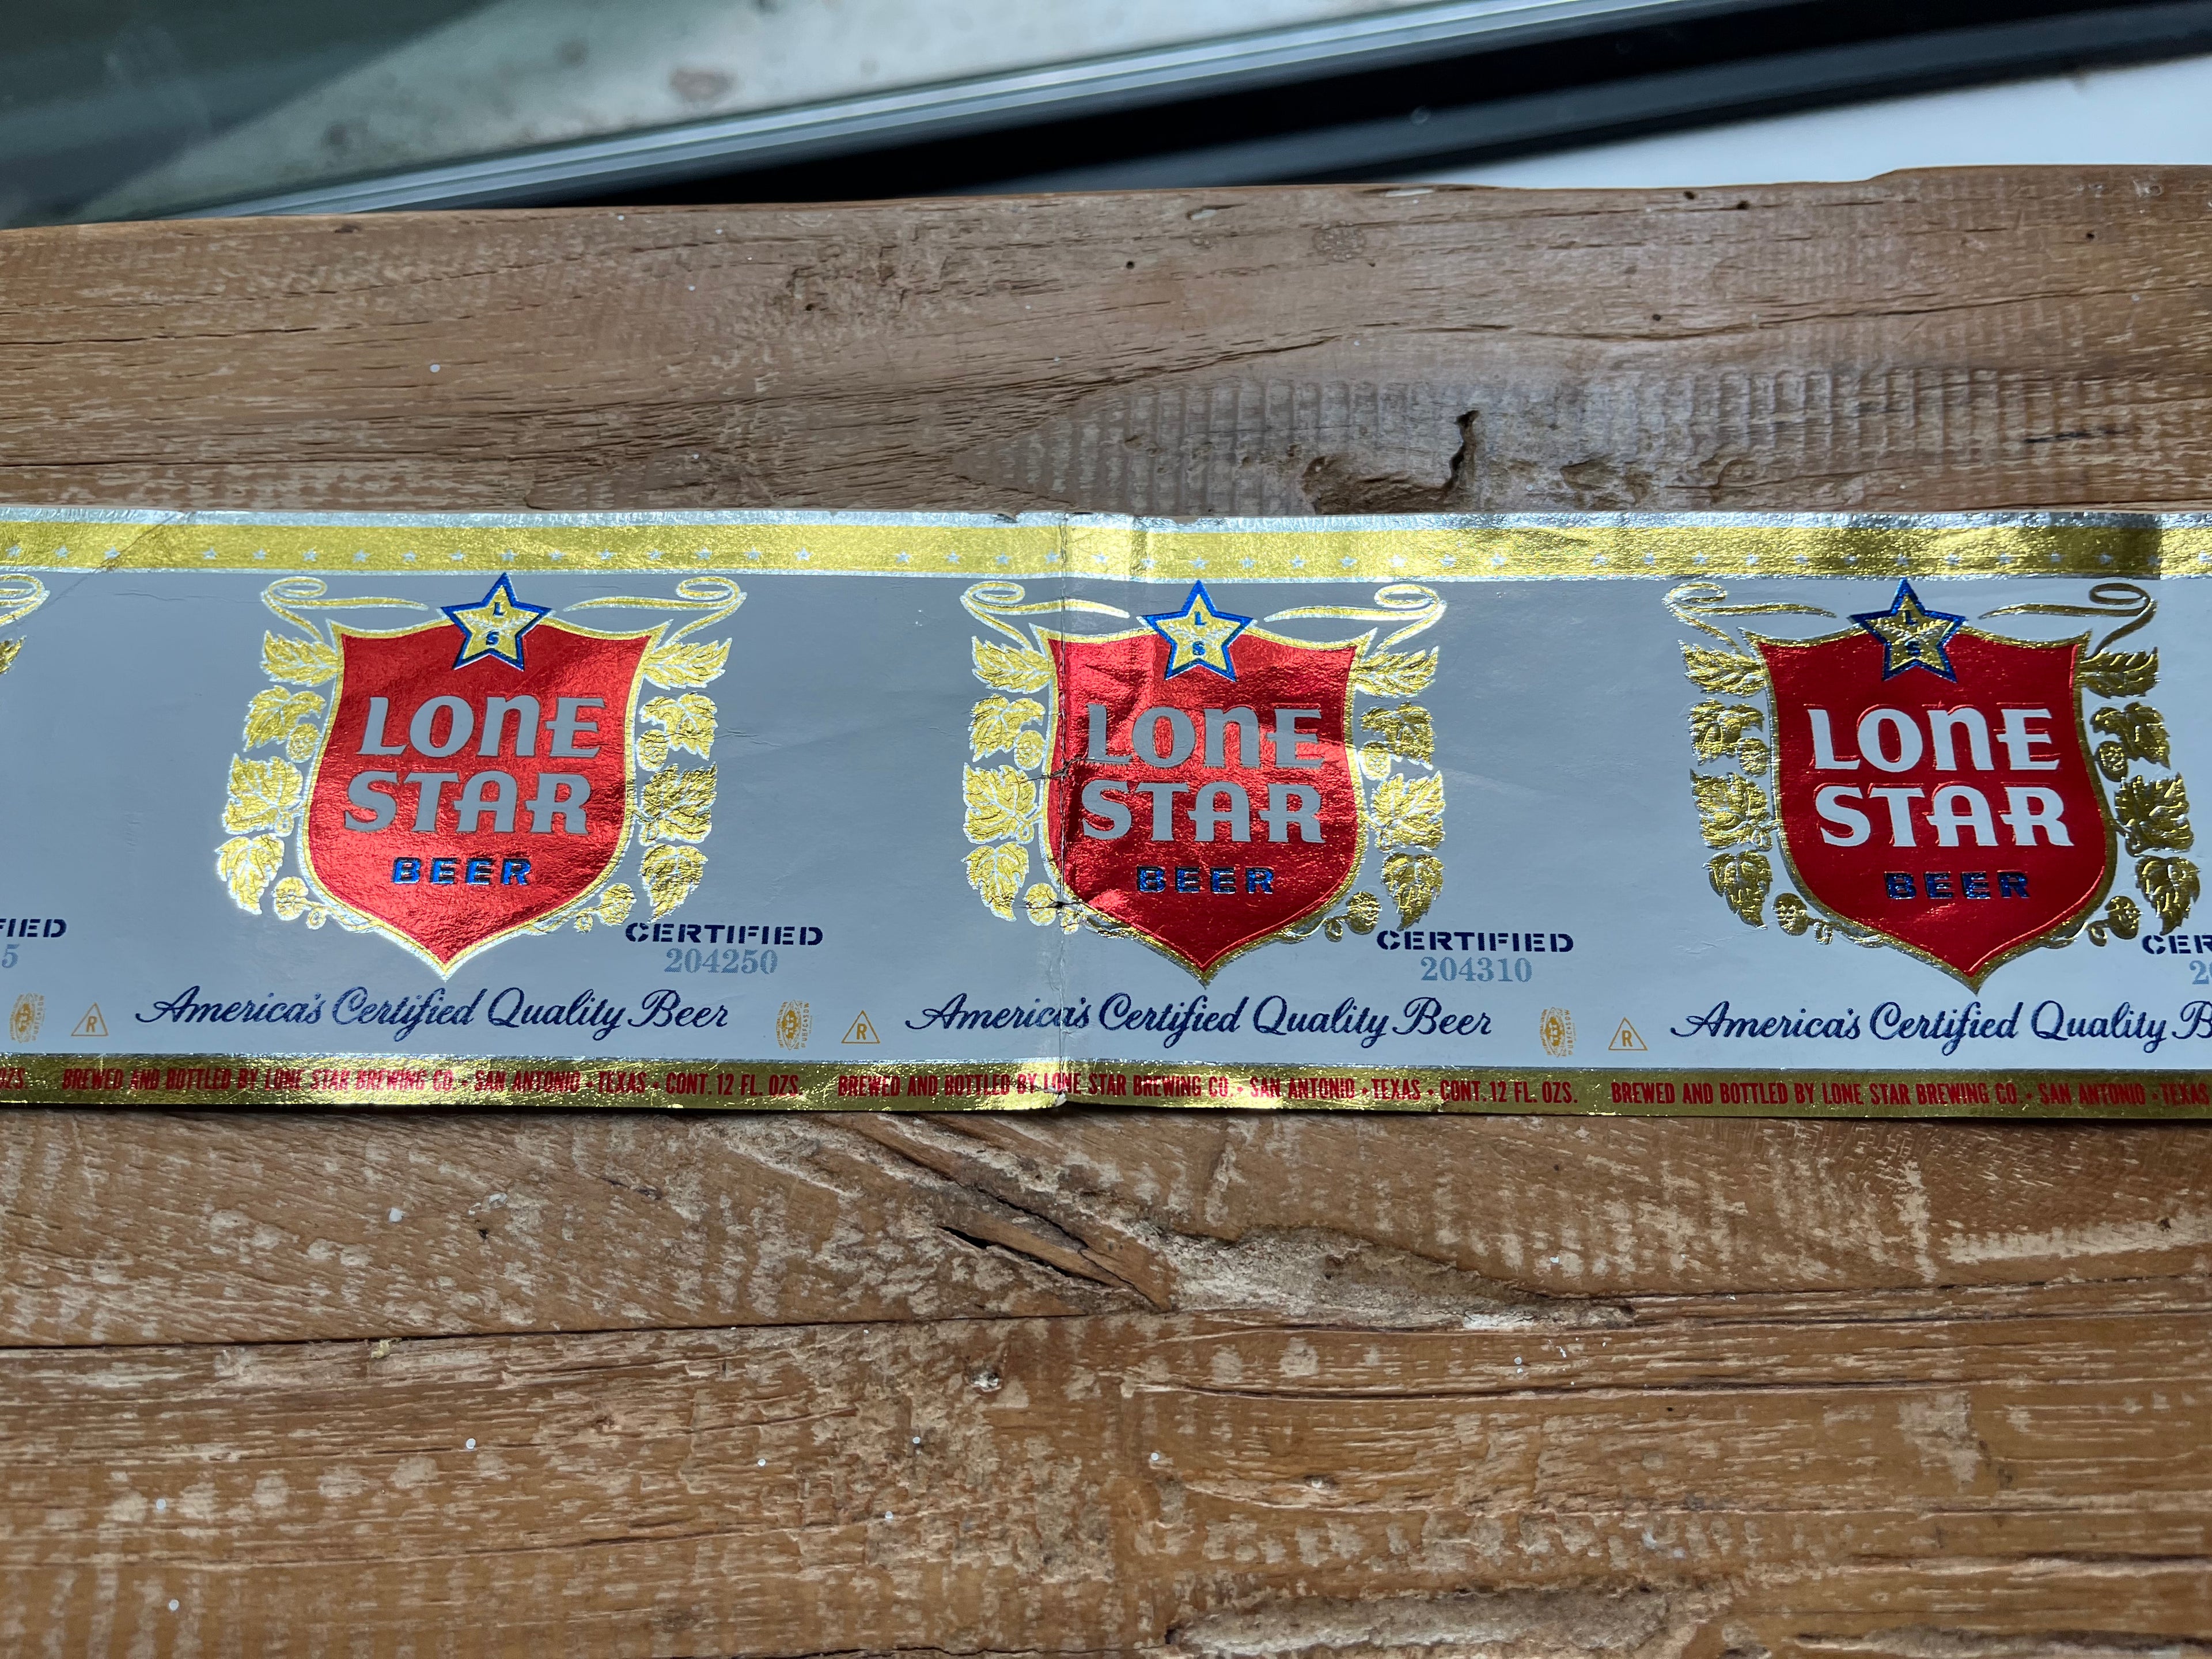 L
S
LONE
STAR
BEER
CERTIFIED
204250
R
America's Certified Quality Beer
BREWED AND BOTTLED BY LONE STAR BREWING CO. • SAN ANTONIO • TEXAS • CONT. 12 FL. OZS.
L
S
LONE
STAR
BEER
CERTIFIED
204310
R
America's Certified Quality Beer
BREWED AND BOTTLED BY LONE STAR BREWING CO. • SAN ANTONIO • TEXAS • CONT. 12 FL. OZS.
L
S
LONE
STAR
BEER
R
America's Certified Quality B
BREWED AND BOTTLED BY LONE STAR BREWING CO. • SAN ANTONIO • TEXAS
FIED
5
OZS.
CER
20